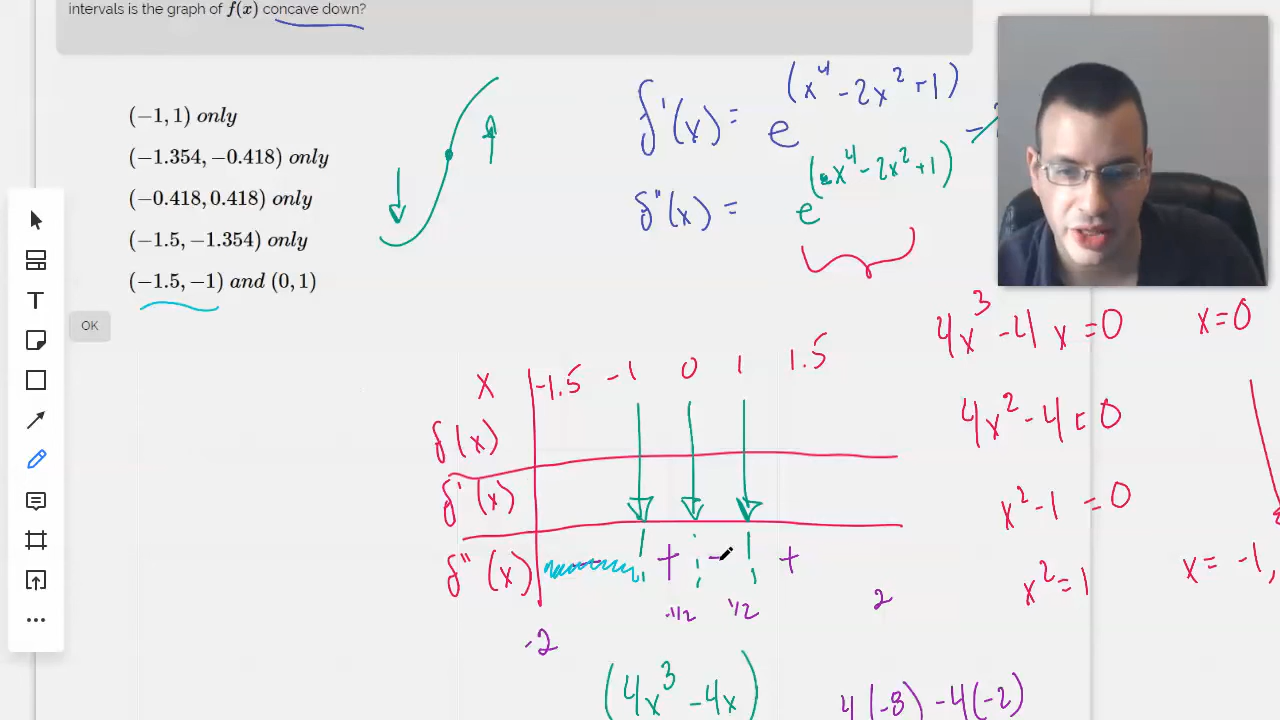 intervals is the graph of f(x) concave down?
(−1, 1) only
(−1.354, −0.418) only
(−0.418, 0.418) only
(−1.5, −1.354) only
(−1.5, −1) and (0, 1)
OK
T
f'(x) = e^(x^4 - 2x^2 + 1) -
f''(x) = e^(x^4 - 2x^2 + 1)
4x^3 - 4x = 0 x = 0
4x^2 - 4 = 0
x^2 - 1 = 0
x^2 = 1 x = -1,
x -1.5 -1 0 1 1.5
f(x)
f'(x)
f''(x) - + - +
-2 -1/2 1/2 2
(4x^3 - 4x) 4(-8) - 4(-2)